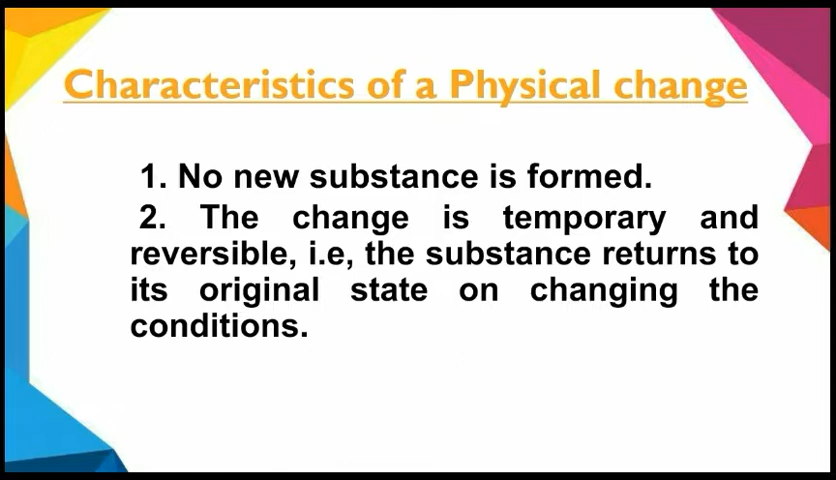 Characteristics of a Physical change
1. No new substance is formed.
2. The change is temporary and
reversible, i.e, the substance returns to
its original state on changing the
conditions.